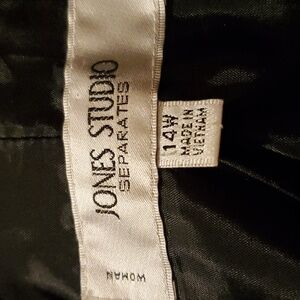 JONES STUDIO
SEPARATES
WOMAN
14W
MADE IN
VIETNAM